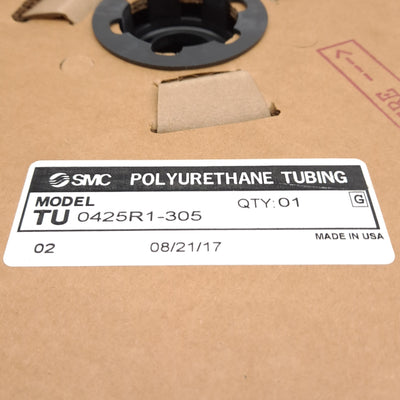 SMC POLYURETHANE TUBING
MODEL QTY: 01 G
TU 0425R1-305
MADE IN USA
02 08/21/17